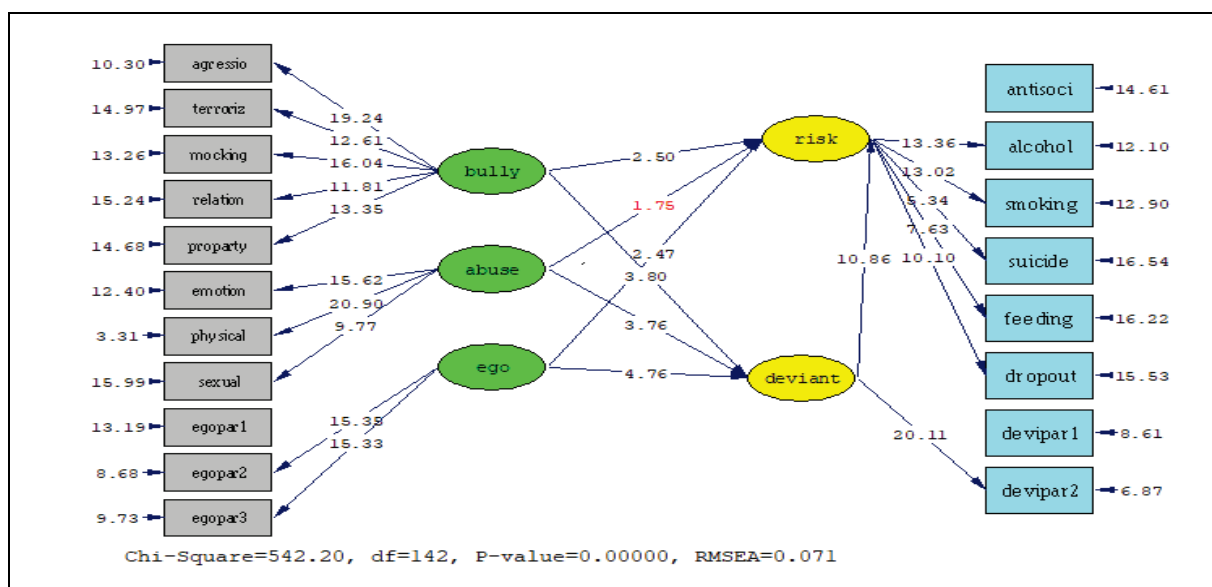 10.30 agressio
14.97 terroriz
13.26 mocking
15.24 relation
14.68 proparty
12.40 emotion
3.31 physical
15.99 sexual
13.19 egopar1
8.68 egopar2
9.73 egopar3
19.24
12.61
16.04
11.81
13.35
15.62
20.90
9.77
15.35
15.33
bully
abuse
ego
2.50
1.75
2.47
3.80
3.76
4.76
10.86
risk
deviant
13.36
13.02
5.34
7.63
10.10
20.11
antisoci 14.61
alcohol 12.10
smoking 12.90
suicide 16.54
feeding 16.22
dropout 15.53
devipar1 8.61
devipar2 6.87
Chi-Square=542.20, df=142, P-value=0.00000, RMSEA=0.071